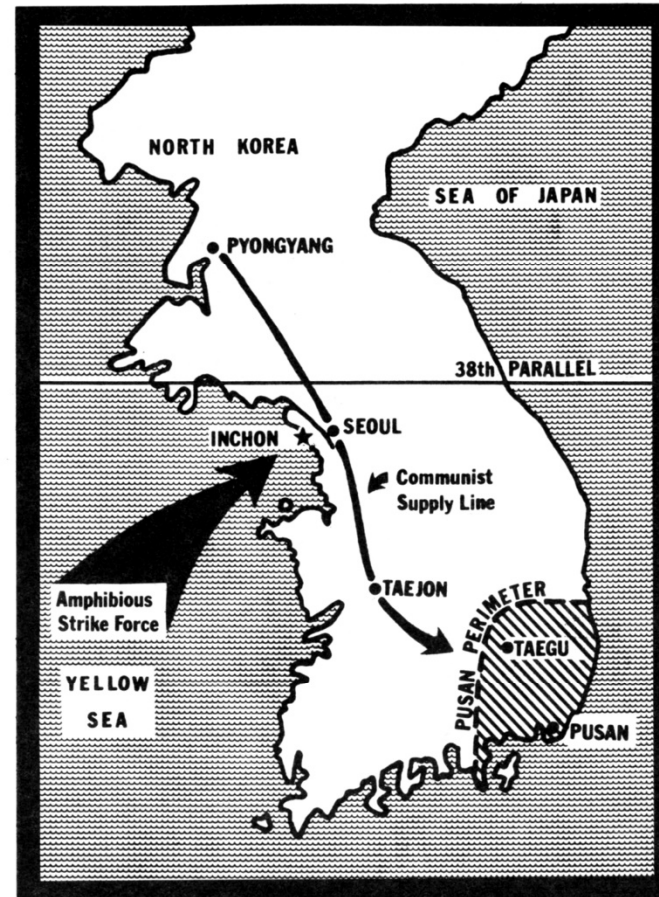 NORTH KOREA
SEA OF JAPAN
PYONGYANG
38th PARALLEL
SEOUL
INCHON
Communist
Supply Line
Amphibious
Strike Force
TAEJON
PUSAN PERIMETER
TAEGU
YELLOW
SEA
PUSAN